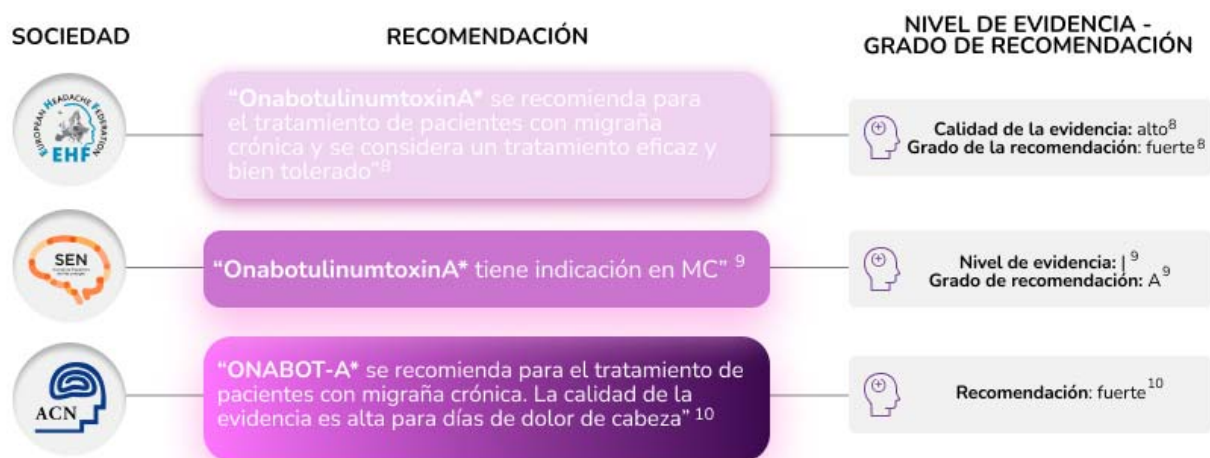 SOCIEDAD
RECOMENDACIÓN
NIVEL DE EVIDENCIA -
GRADO DE RECOMENDACIÓN
EUROPEAN HEADACHE FEDERATION
EHF
“OnabotulinumtoxinA* se recomienda para
el tratamiento de pacientes con migraña
crónica y se considera un tratamiento eficaz y
bien tolerado”8
Calidad de la evidencia: alto8
Grado de la recomendación: fuerte8
SEN
“OnabotulinumtoxinA* tiene indicación en MC” 9
Nivel de evidencia: | 9
Grado de recomendación: A9
ACN
“ONABOT-A* se recomienda para el tratamiento de
pacientes con migraña crónica. La calidad de la
evidencia es alta para días de dolor de cabeza” 10
Recomendación: fuerte10